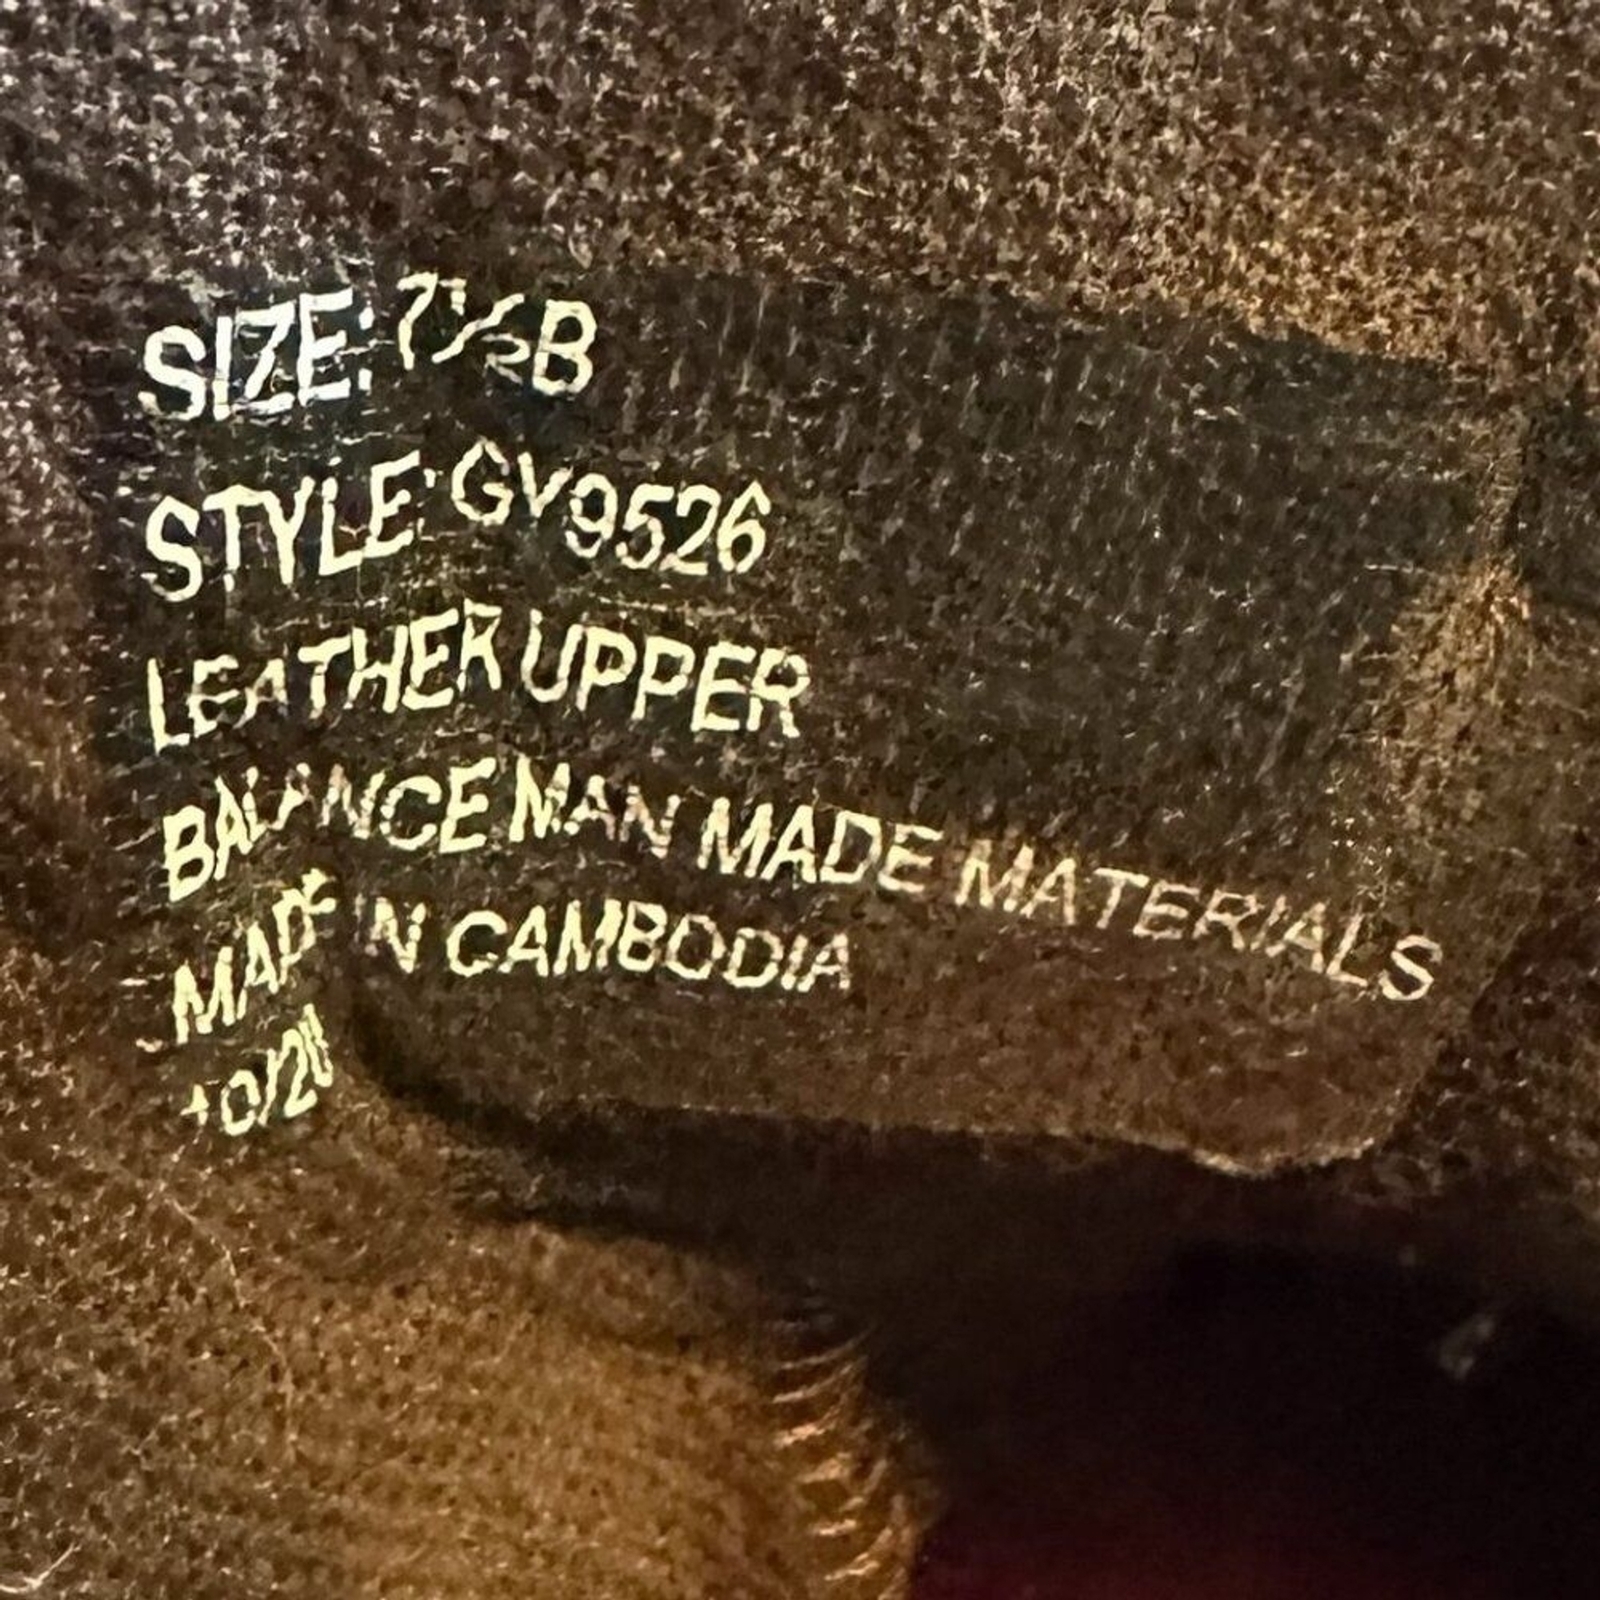 SIZE: 7½B
STYLE: GV9526
LEATHER UPPER
BALANCE MAN MADE MATERIALS
MADE IN CAMBODIA